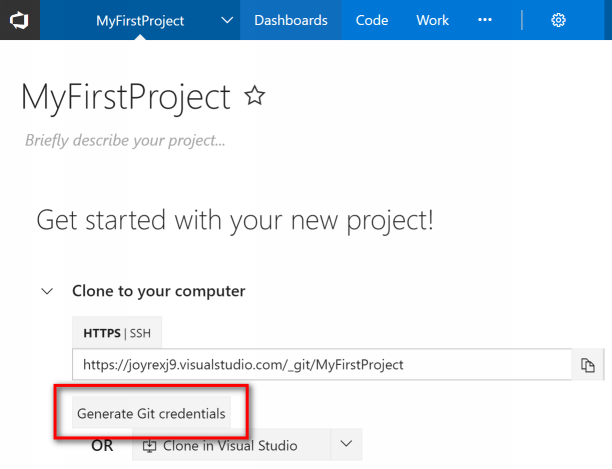 MyFirstProject Dashboards Code Work ...
MyFirstProject
Briefly describe your project...
Get started with your new project!
Clone to your computer
HTTPS | SSH
https://joyrexj9.visualstudio.com/_git/MyFirstProject
Generate Git credentials
OR Clone in Visual Studio